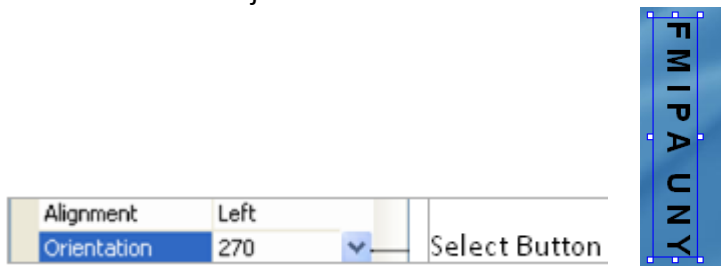 Alignment Left
Orientation 270
Select Button
FMIPA UNY